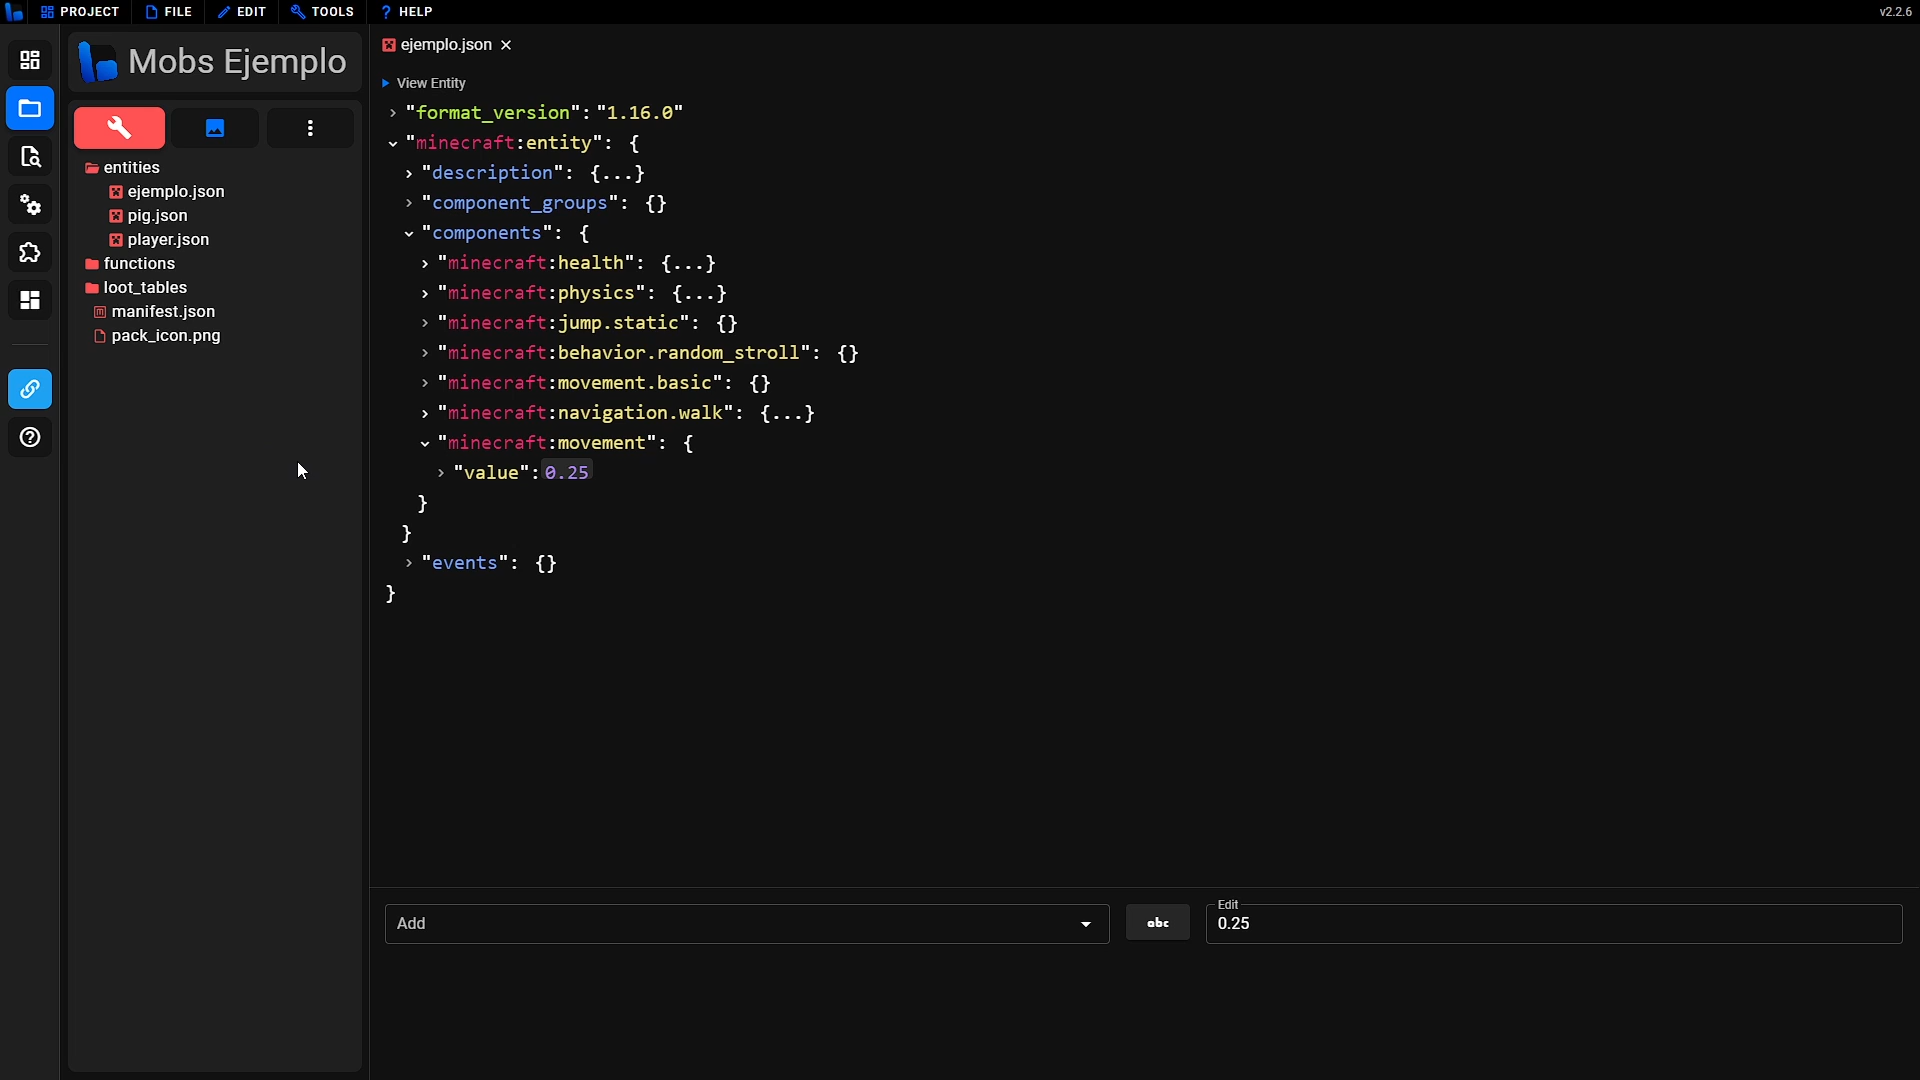 PROJECT FILE EDIT TOOLS ? HELP v2.2.6
Mobs Ejemplo
entities
ejemplo.json
pig.json
player.json
functions
loot_tables
manifest.json
pack_icon.png
ejemplo.json ×
View Entity
"format_version": "1.16.0"
"minecraft:entity": {
"description": {...}
"component_groups": {}
"components": {
"minecraft:health": {...}
"minecraft:physics": {...}
"minecraft:jump.static": {}
"minecraft:behavior.random_stroll": {}
"minecraft:movement.basic": {}
"minecraft:navigation.walk": {...}
"minecraft:movement": {
"value": 0.25
}
}
"events": {}
}
Add
abc
Edit
0.25